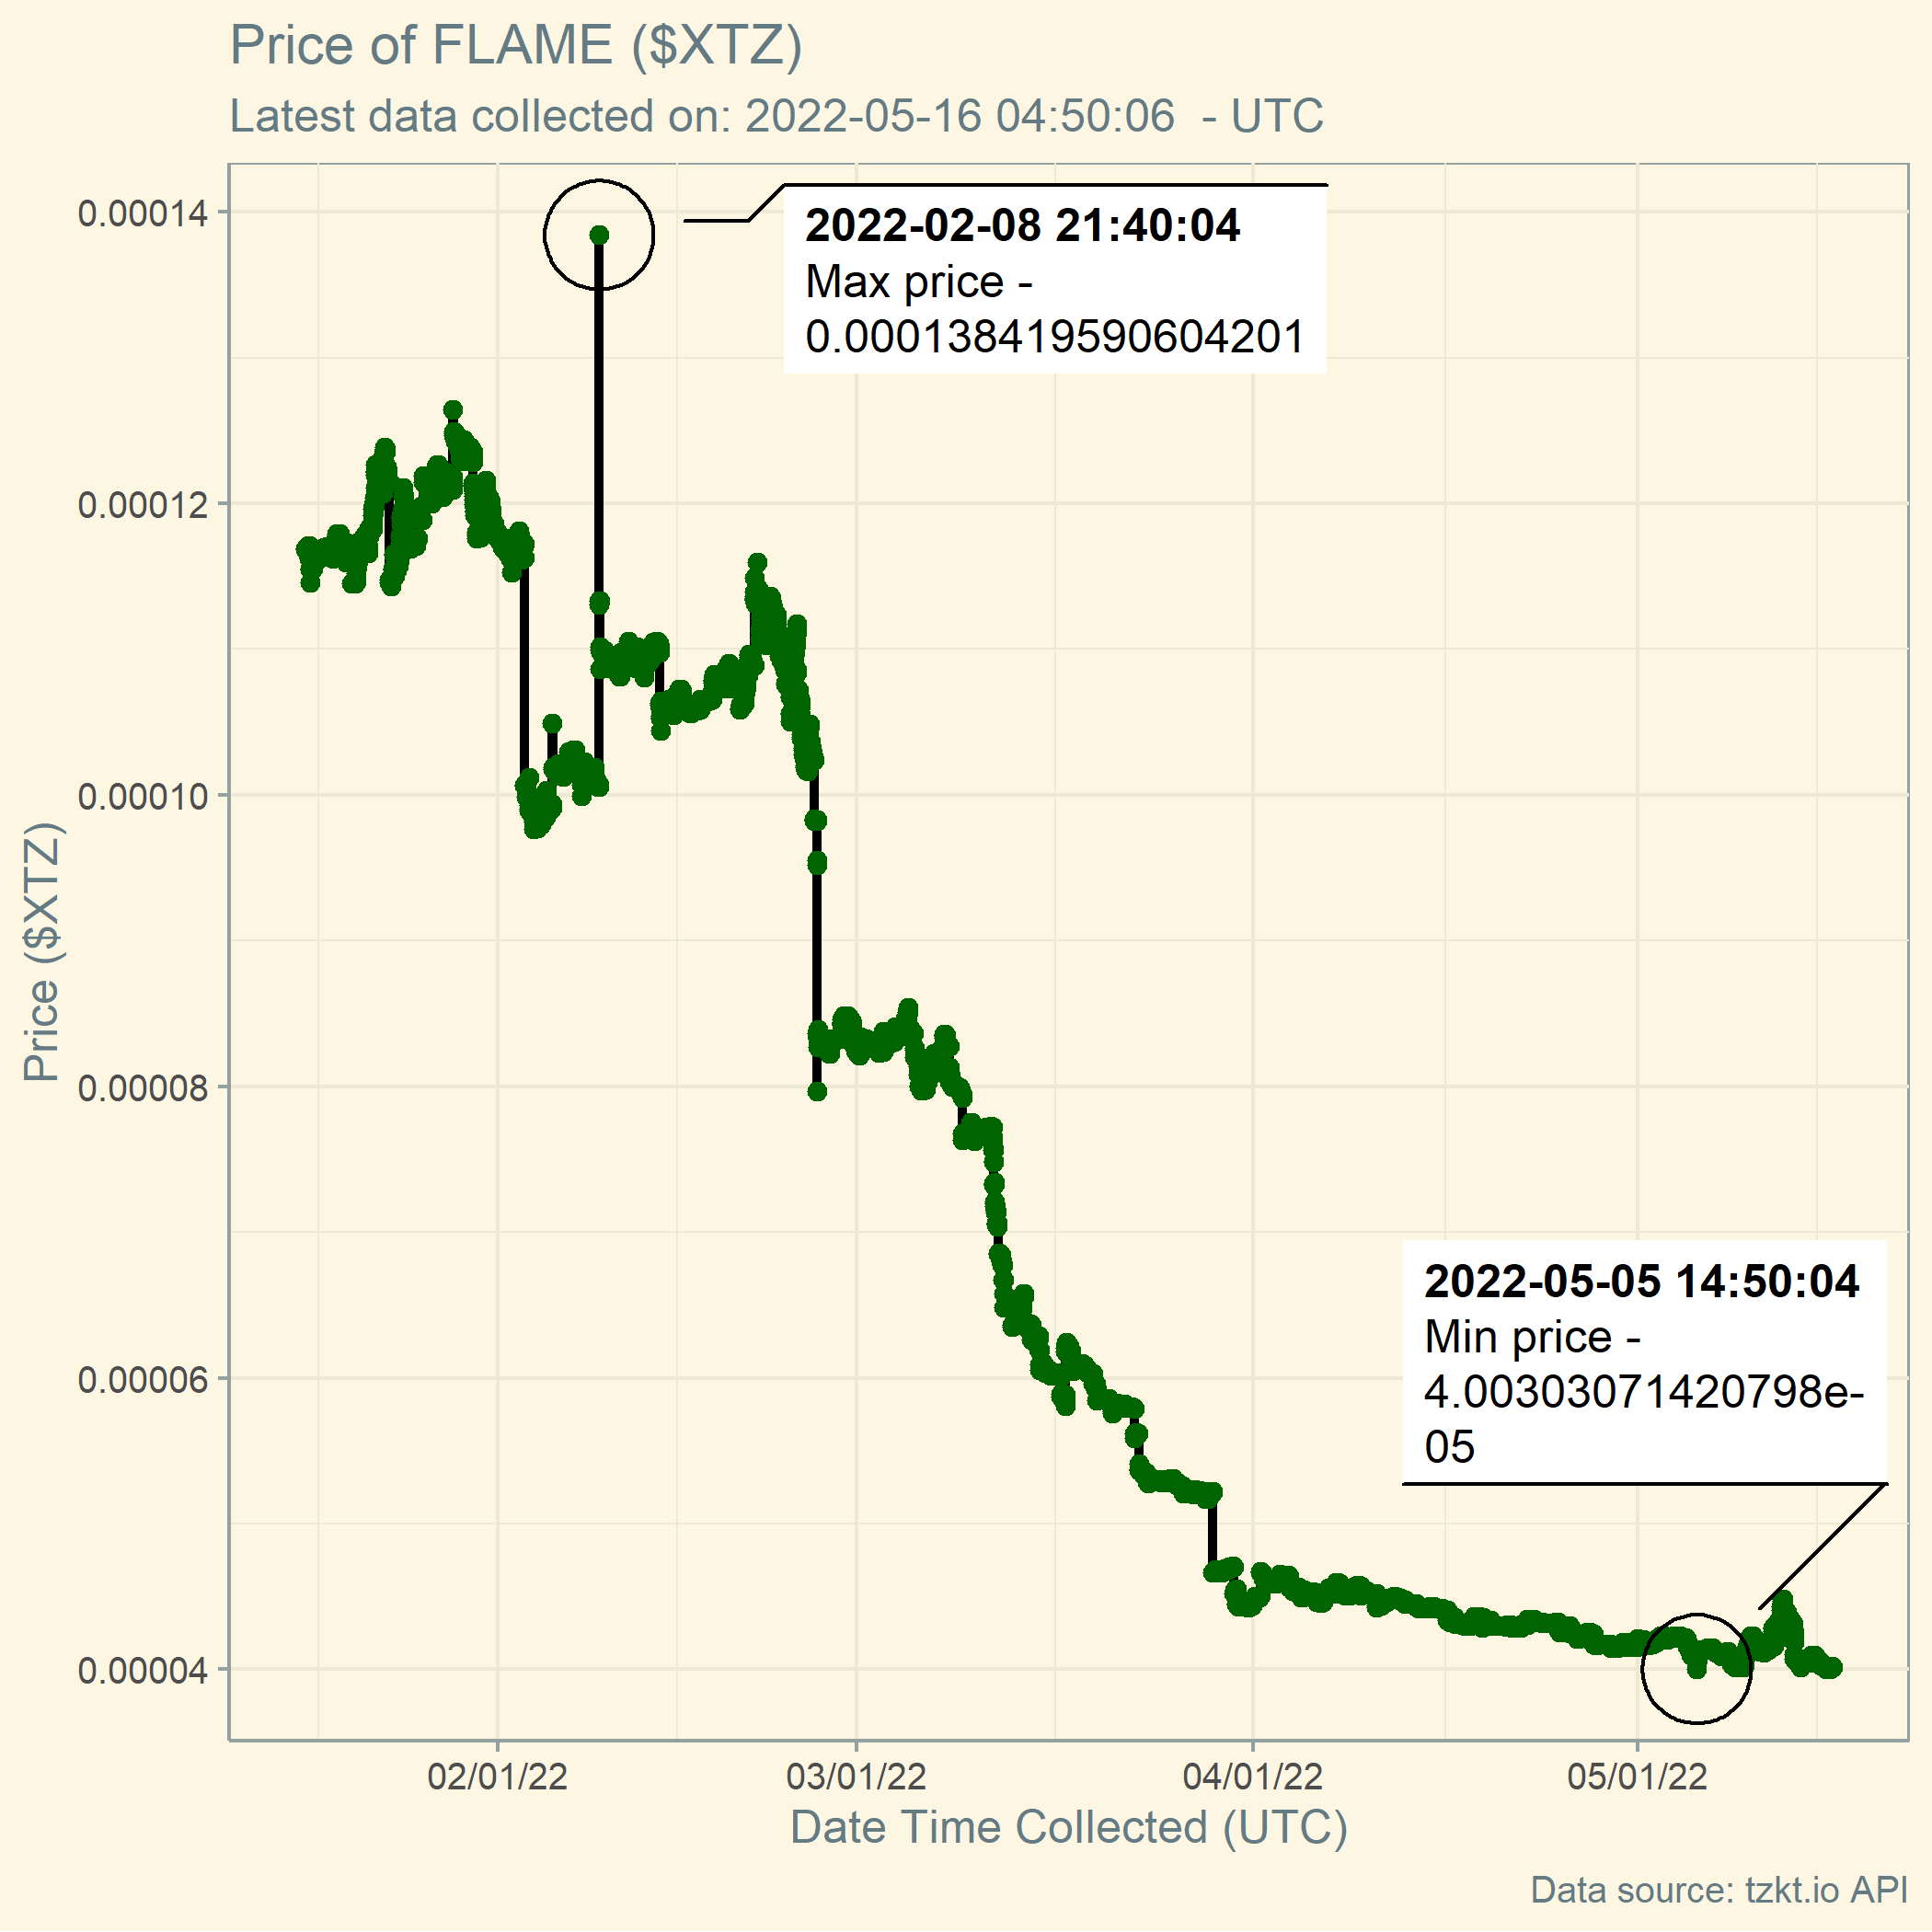 Price of FLAME ($XTZ)
Latest data collected on: 2022-05-16 04:50:06  - UTC
2022-02-08 21:40:04
Max price -
0.000138419590604201
0.00014
0.00012
0.00010
0.00008
0.00006
0.00004
Price ($XTZ)
2022-05-05 14:50:04
Min price -
4.00303071420798e-
05
02/01/22
03/01/22
04/01/22
05/01/22
Date Time Collected (UTC)
Data source: tzkt.io API